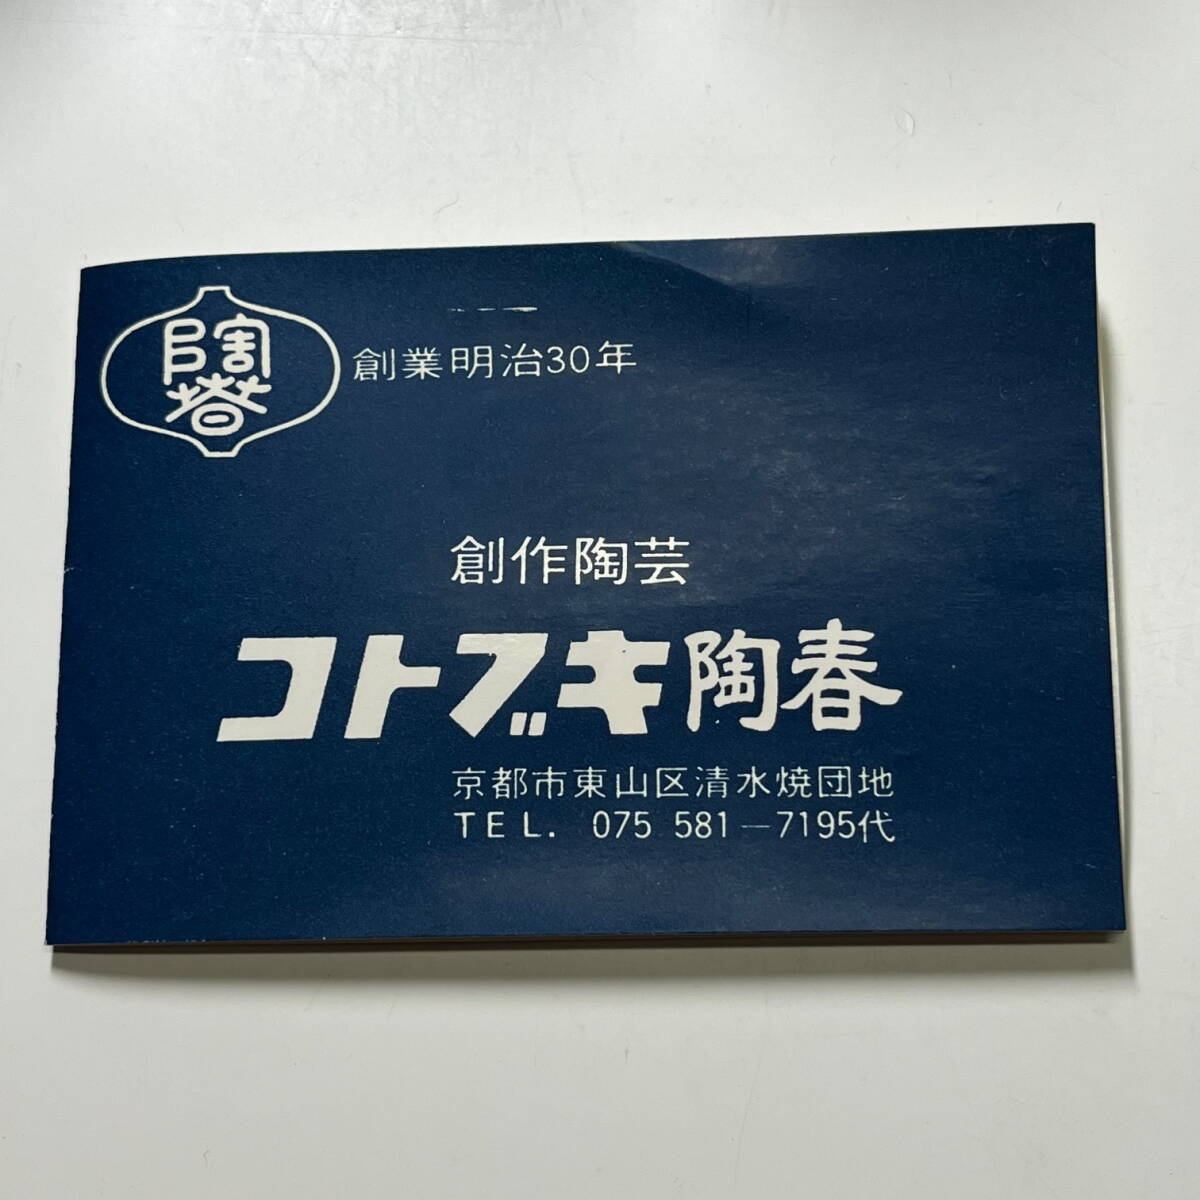 陶春
創業明治30年
創作陶芸
コトブキ陶春
京都市東山区清水焼団地
TEL. 075 581—7195代